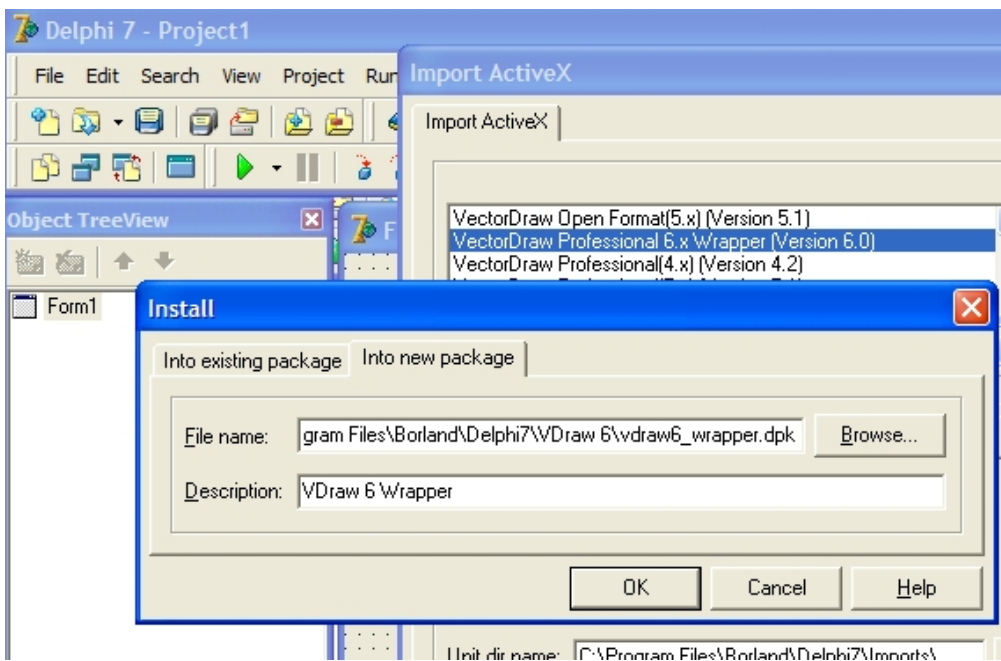 Delphi 7 - Project1
File Edit Search View Project Run
Import ActiveX
Import ActiveX
Object TreeView
F
VectorDraw Open Format(5.x) (Version 5.1)
VectorDraw Professional 6.x Wrapper (Version 6.0)
VectorDraw Professional(4.x) (Version 4.2)
Form1
Install
Into existing package Into new package
File name: gram Files\Borland\Delphi7\VDraw 6\vdraw6_wrapper.dpk Browse...
Description: VDraw 6 Wrapper
OK Cancel Help
Unit dir name: C:\Program Files\Borland\Delphi7\Imports\